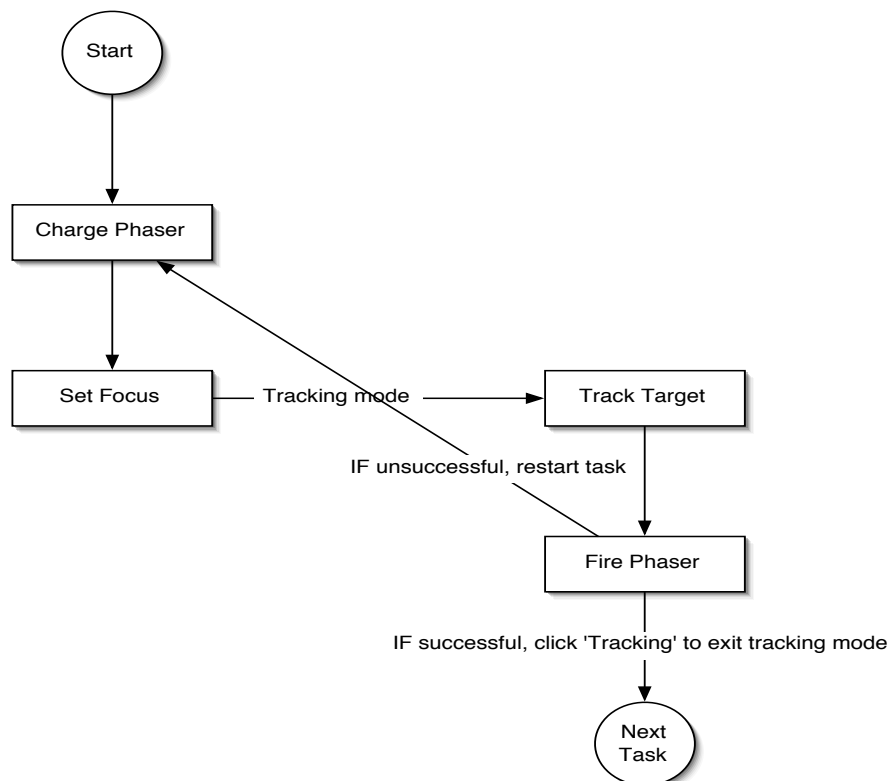 Start
Charge Phaser
Set Focus
Tracking mode
Track Target
IF unsuccessful, restart task
Fire Phaser
IF successful, click 'Tracking' to exit tracking mode
Next
Task